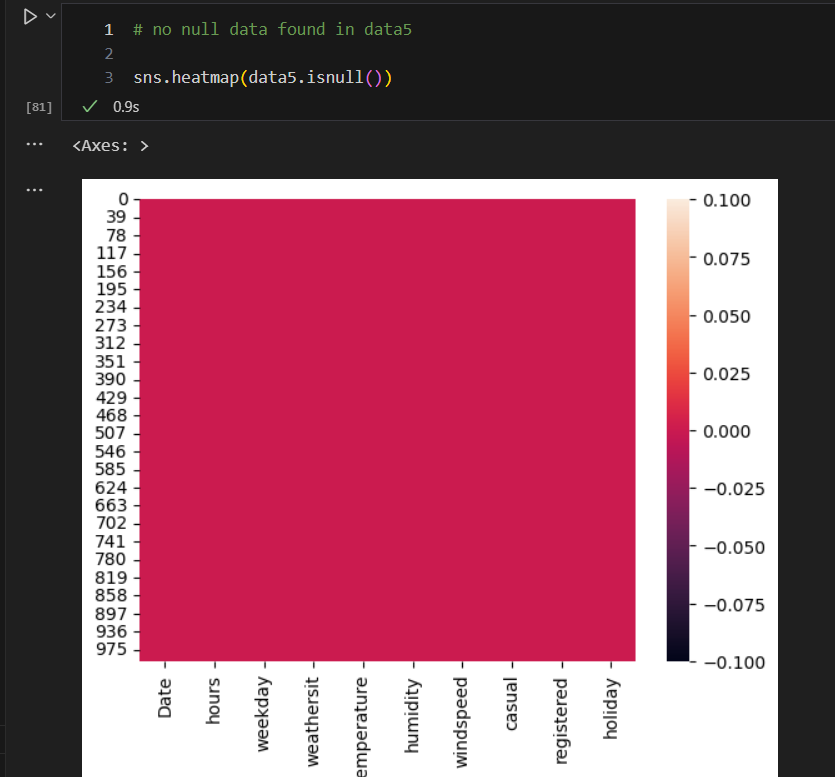 1 # no null data found in data5
2
3 sns.heatmap(data5.isnull())
[81] 0.9s
<Axes: >
0
39
78
117
156
195
234
273
312
351
390
429
468
507
546
585
624
663
702
741
780
819
858
897
936
975
0.100
0.075
0.050
0.025
0.000
−0.025
−0.050
−0.075
−0.100
Date
hours
weekday
weathersit
emperature
humidity
windspeed
casual
registered
holiday